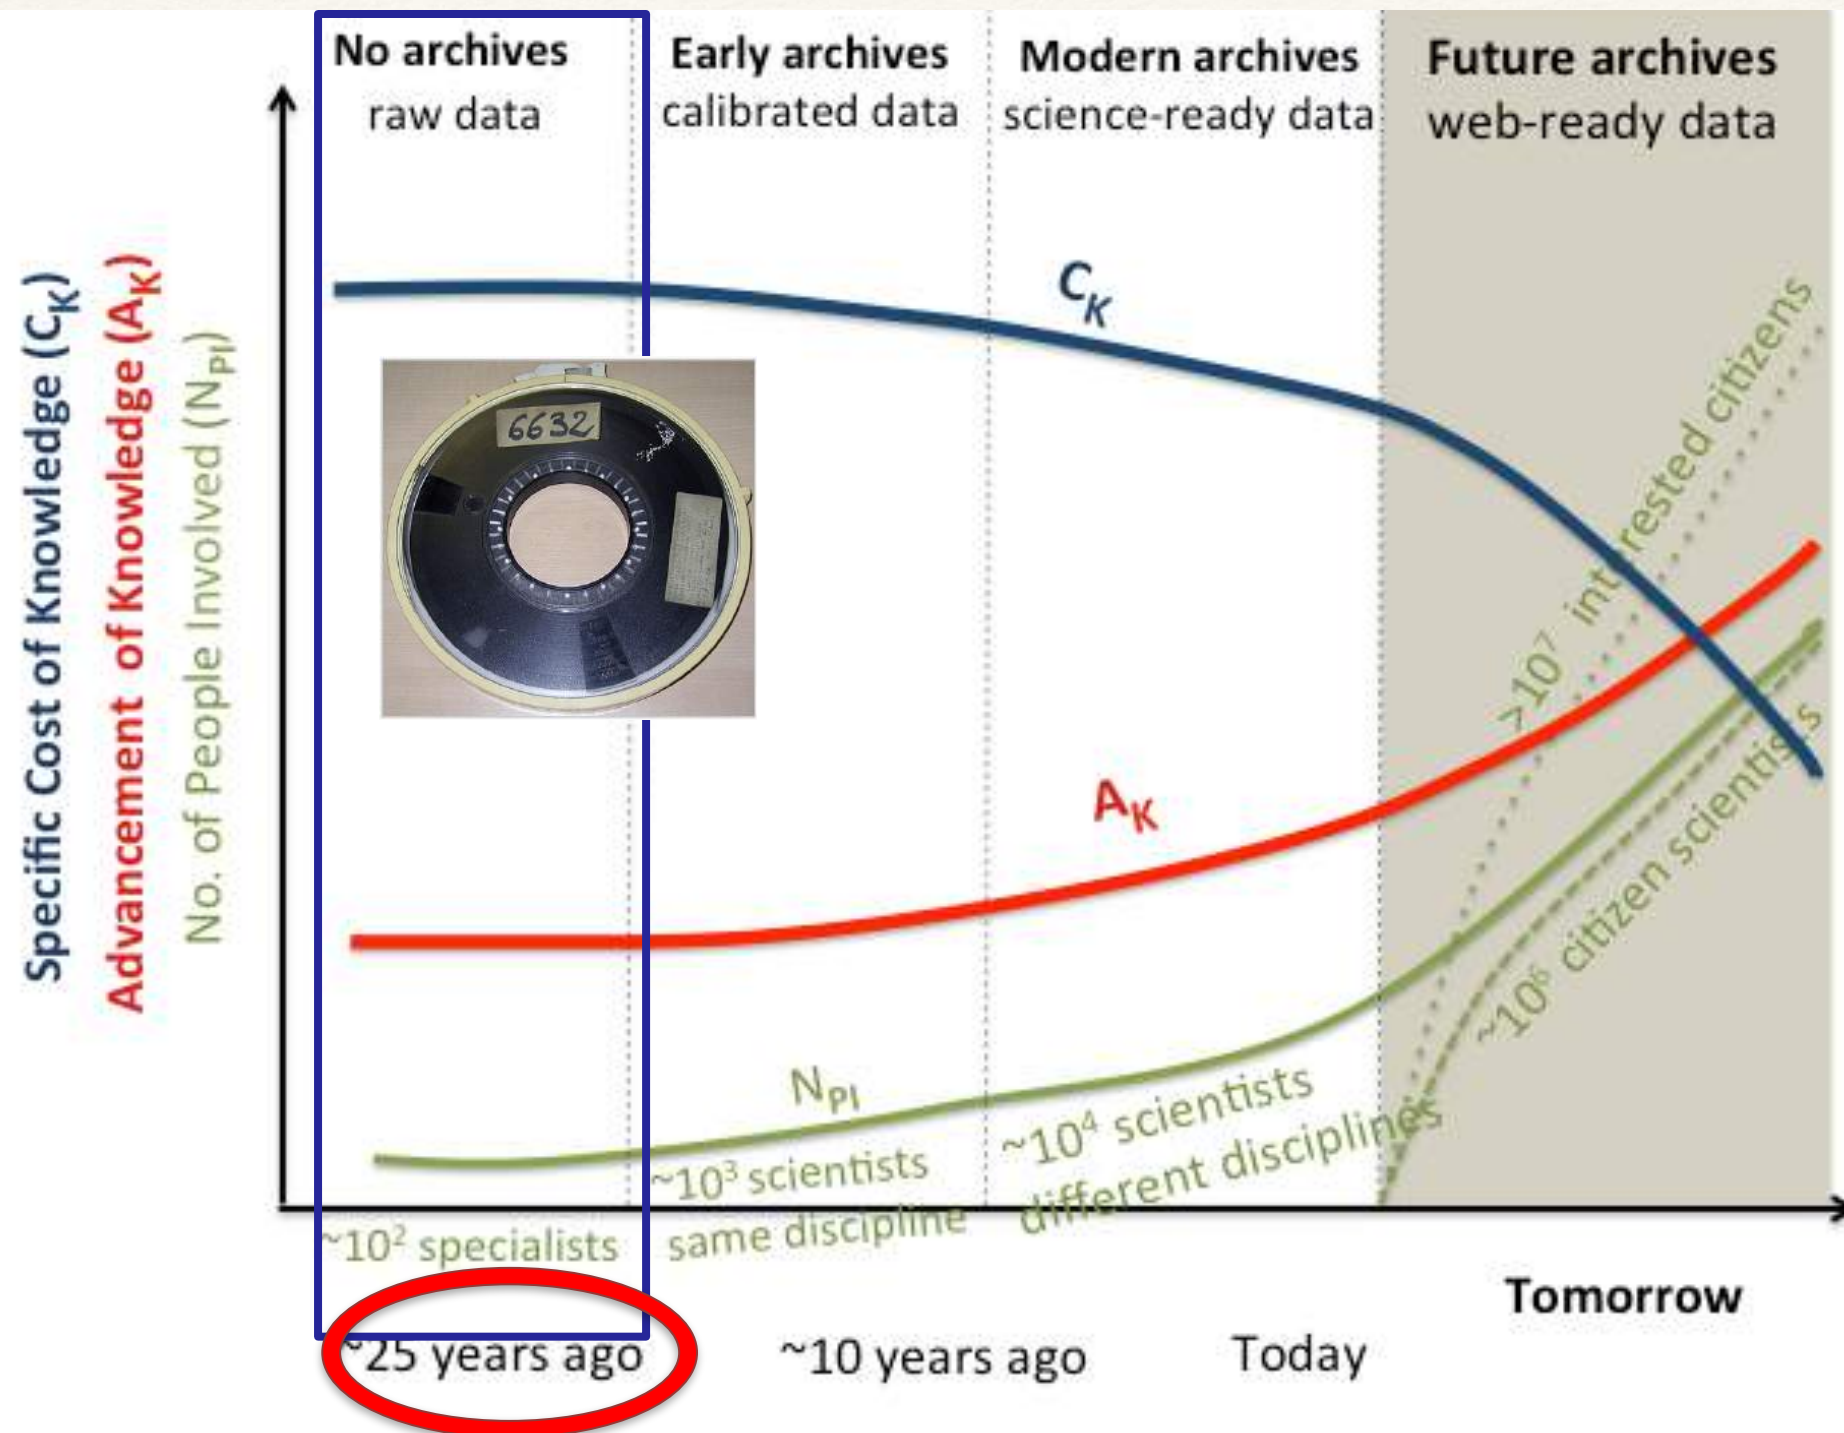 No archives
raw data
Early archives
calibrated data
Modern archives
science-ready data
Future archives
web-ready data
Specific Cost of Knowledge (CK)
Advancement of Knowledge (AK)
No. of People Involved (NPI)
CK
6632
AK
NPI
>10⁷ interested citizens
~10⁶ citizen scientists
~10² specialists
~10³ scientists
same discipline
~10⁴ scientists
different disciplines
~25 years ago
~10 years ago
Today
Tomorrow